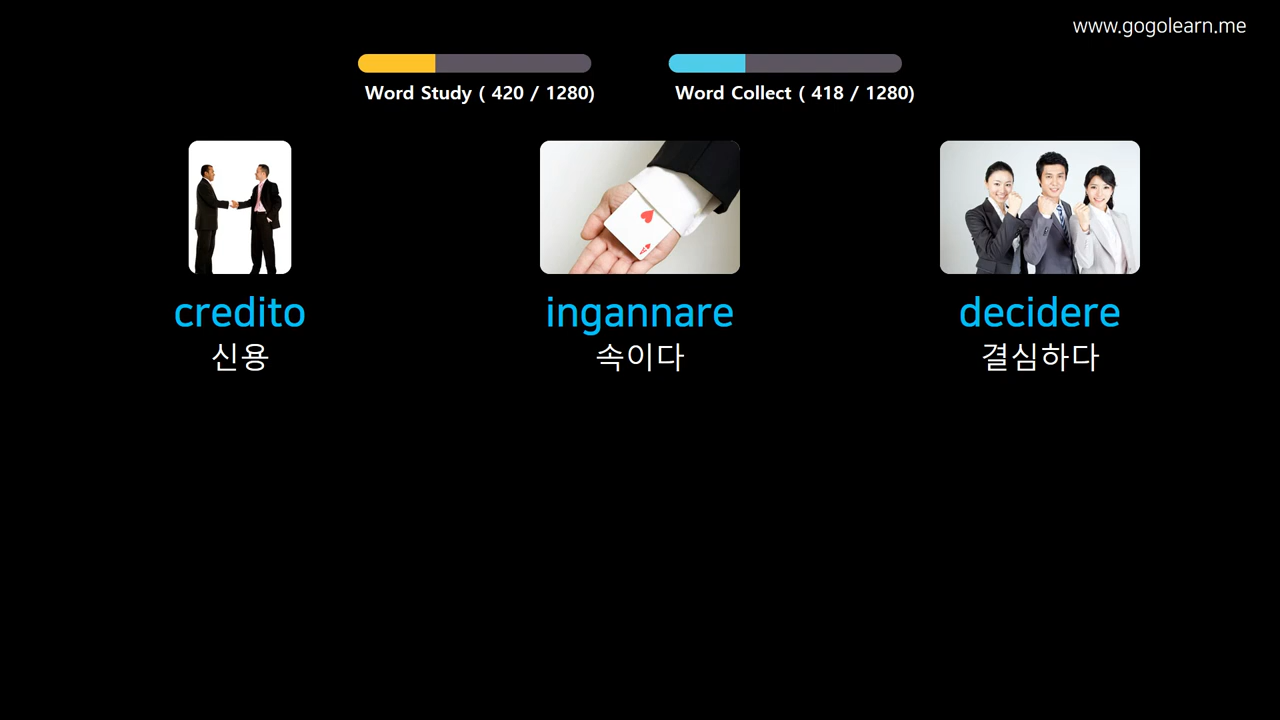 www.gogolearn.me
Word Study ( 420 / 1280)
Word Collect ( 418 / 1280)
credito
ingannare
decidere
신용
속이다
결심하다